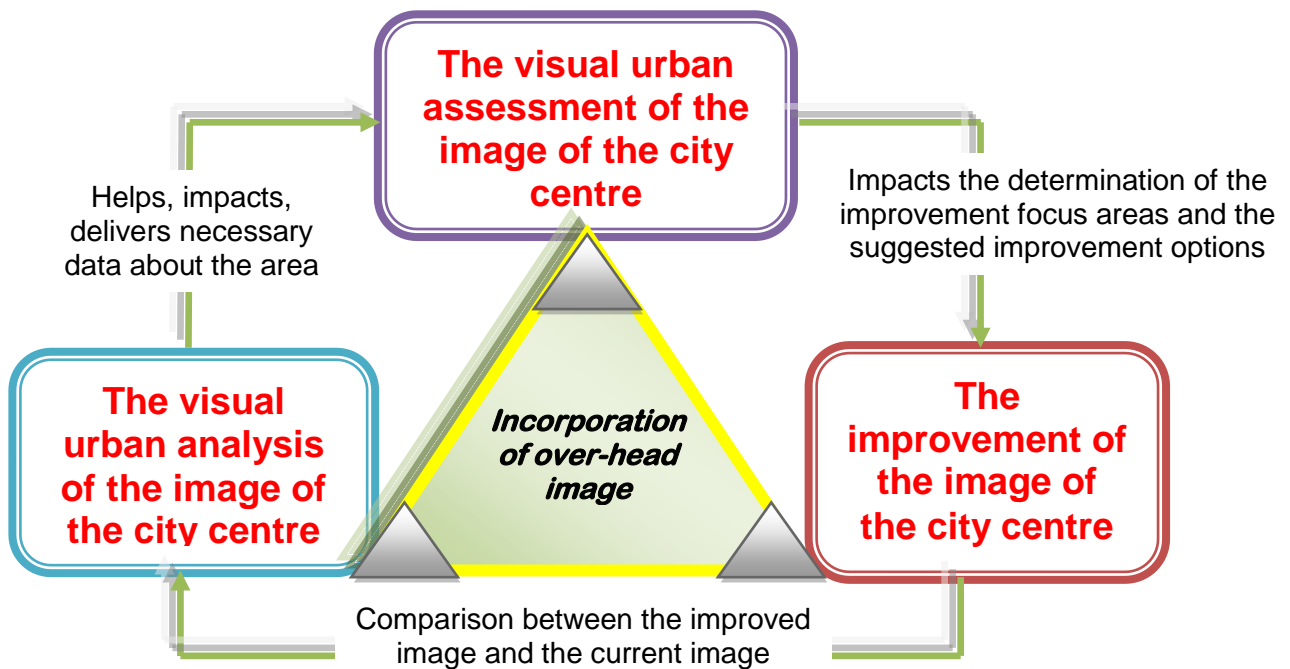 The visual urban
assessment of the
image of the city
centre
Helps, impacts,
delivers necessary
data about the area
Impacts the determination of the
improvement focus areas and the
suggested improvement options
The visual
urban analysis
of the image of
the city centre
Incorporation
of over-head
image
The
improvement of
the image of
the city centre
Comparison between the improved
image and the current image